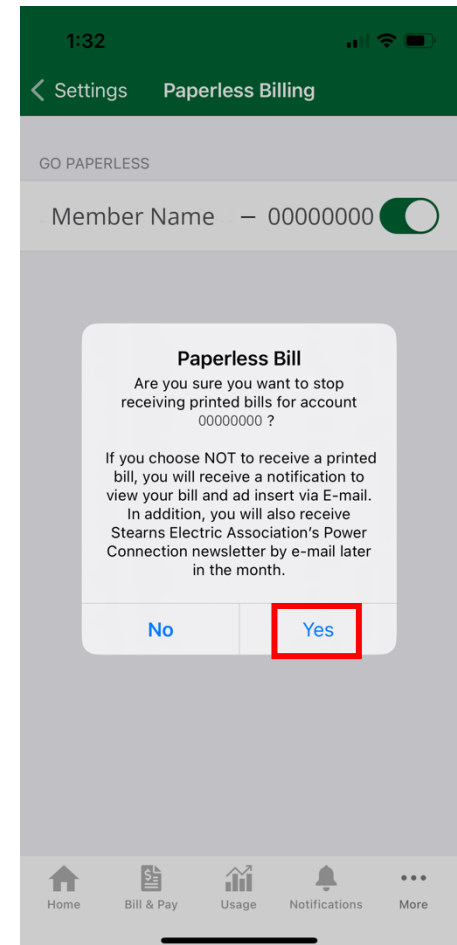 1:32
Settings Paperless Billing
GO PAPERLESS
Member Name – 00000000
Paperless Bill
Are you sure you want to stop
receiving printed bills for account
00000000 ?
If you choose NOT to receive a printed
bill, you will receive a notification to
view your bill and ad insert via E-mail.
In addition, you will also receive
Stearns Electric Association's Power
Connection newsletter by e-mail later
in the month.
No Yes
Home Bill & Pay Usage Notifications More